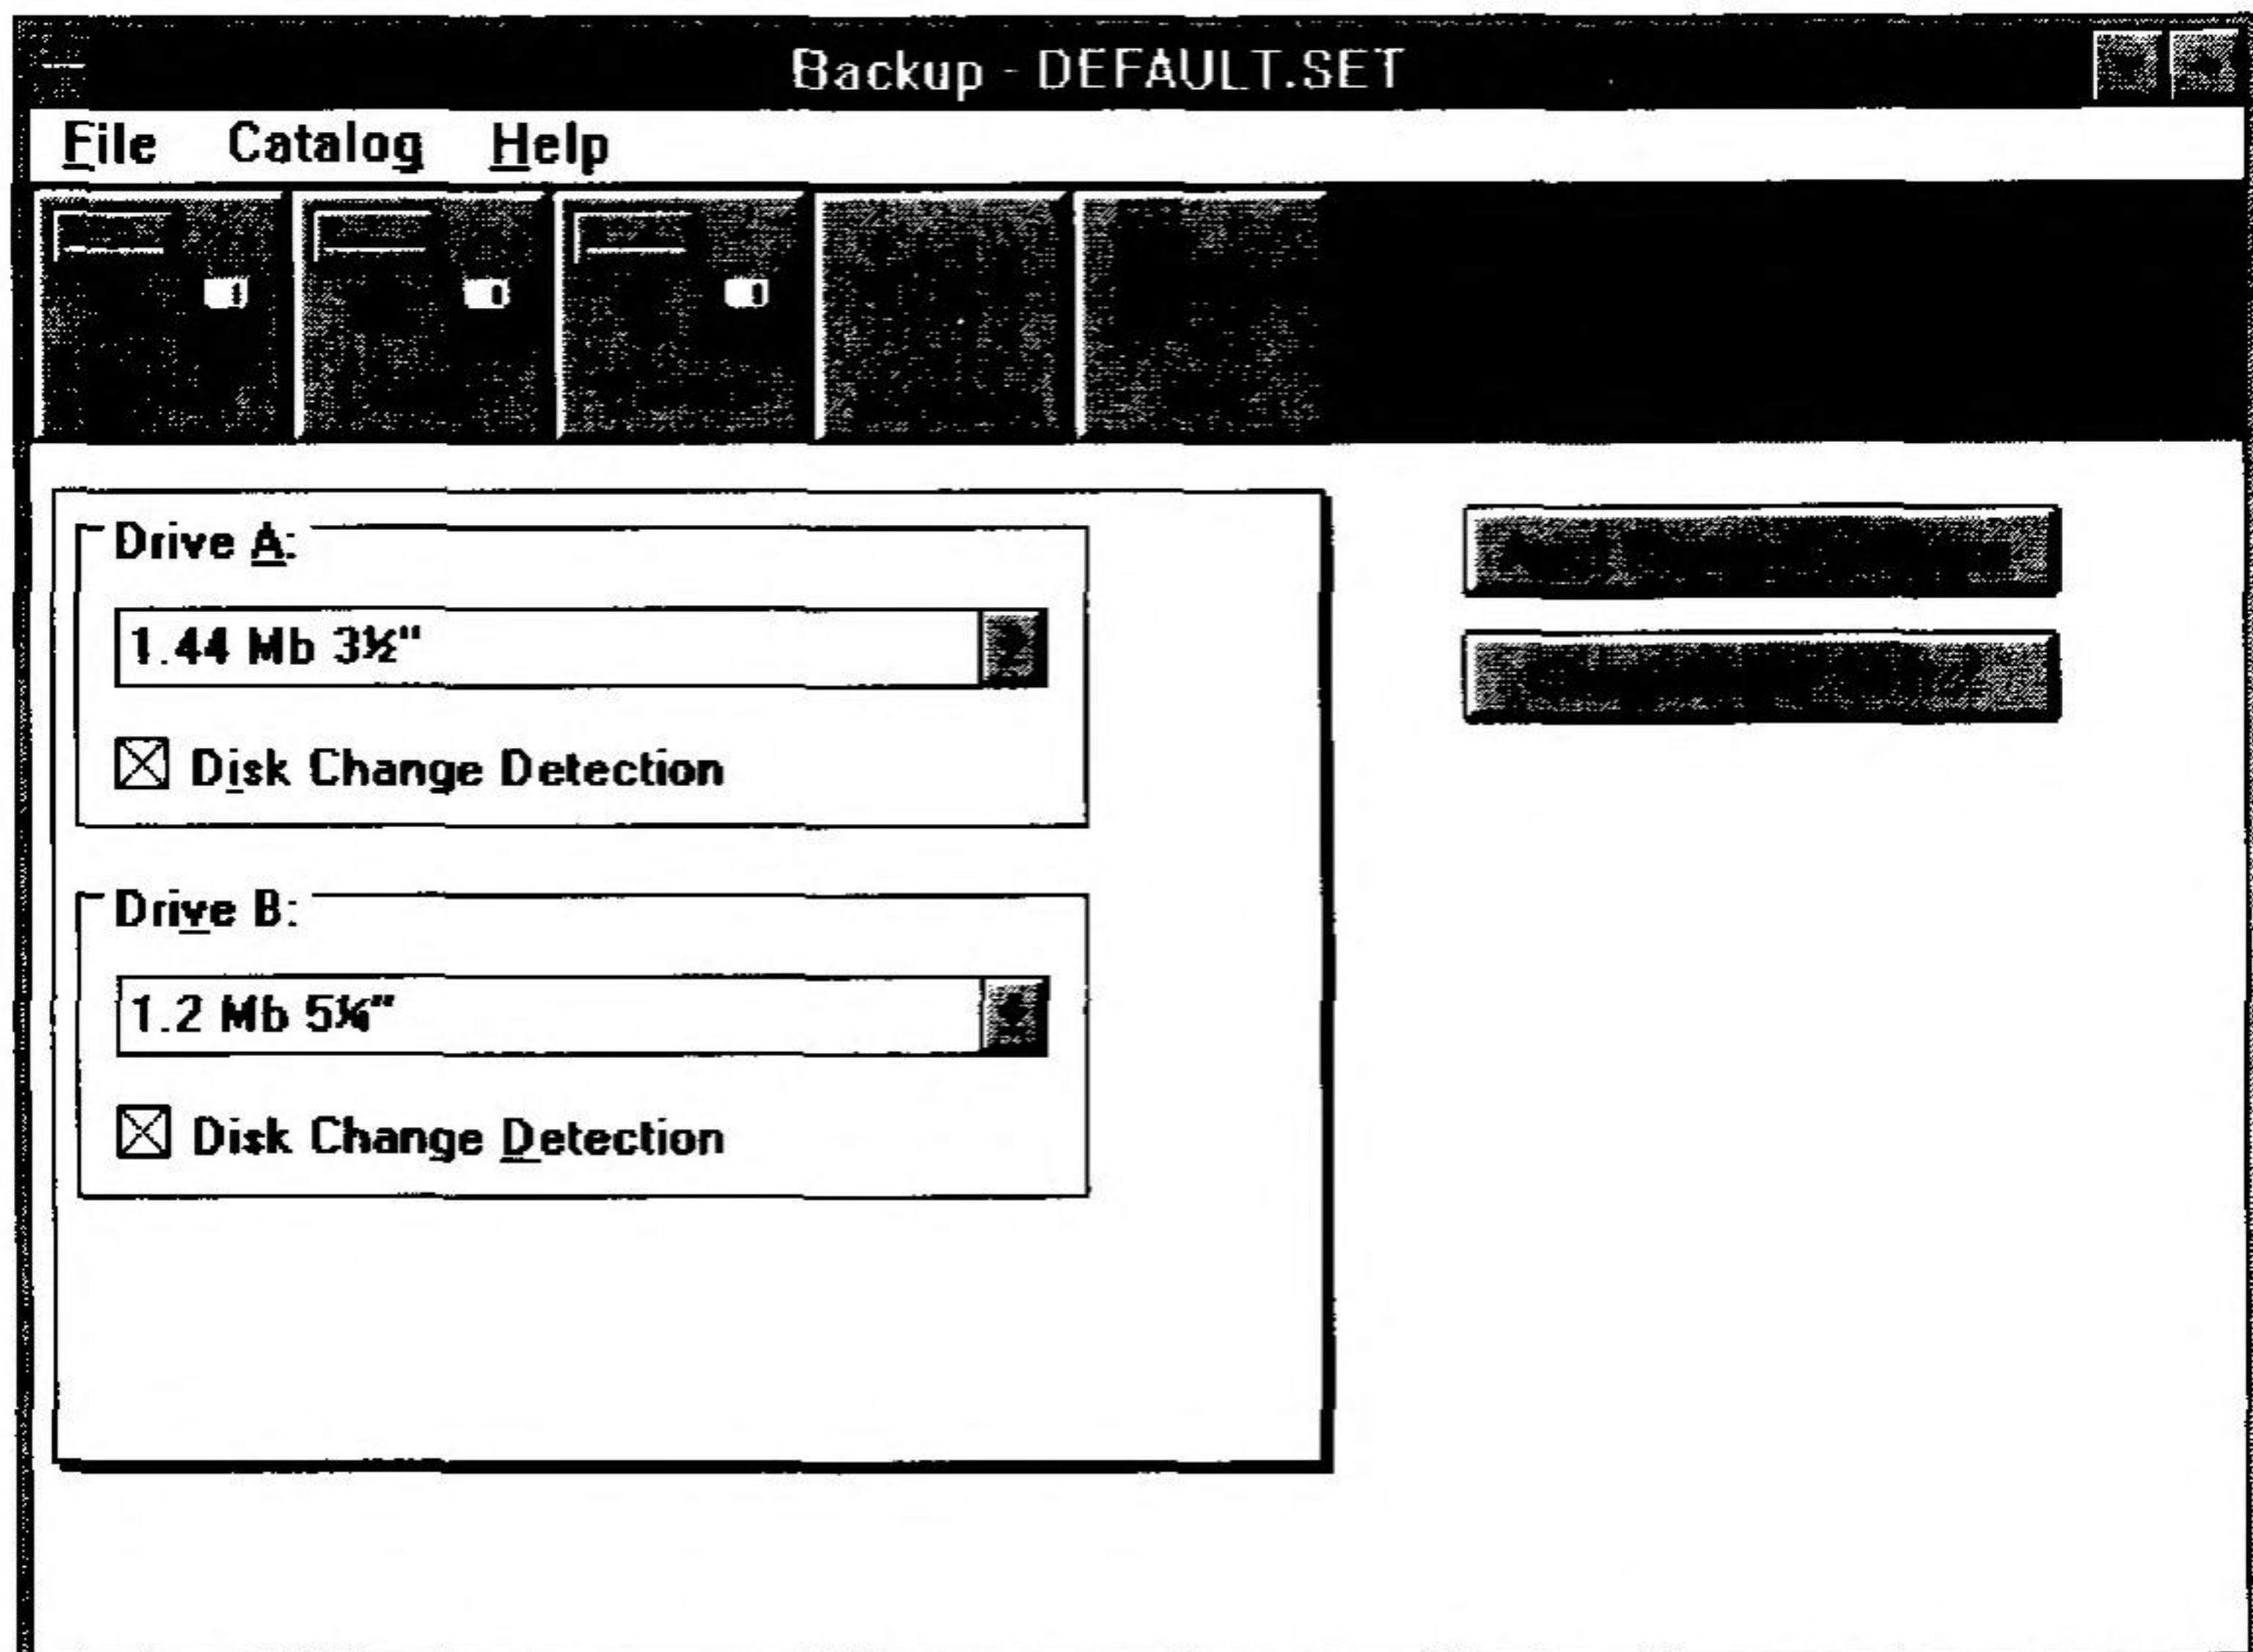 Backup - DEFAULT.SET
File Catalog Help
Drive A:
1.44 Mb 3½"
Disk Change Detection
Drive B:
1.2 Mb 5¼"
Disk Change Detection